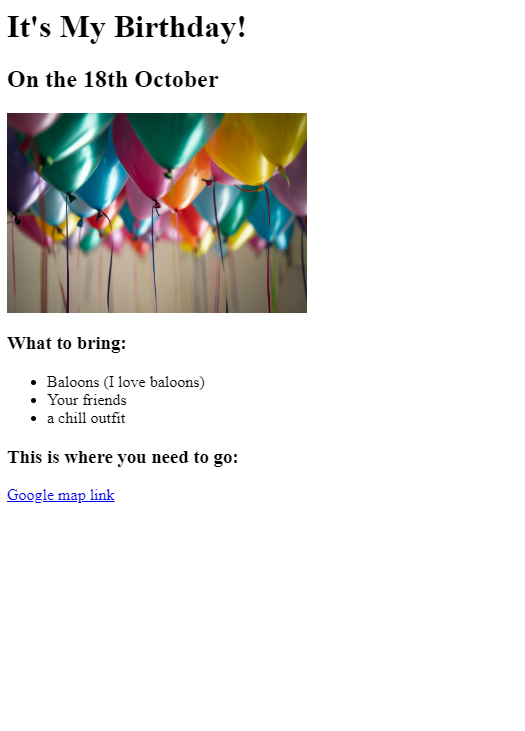 It's My Birthday!
On the 18th October
What to bring:
Baloons (I love baloons)
Your friends
a chill outfit
This is where you need to go:
Google map link